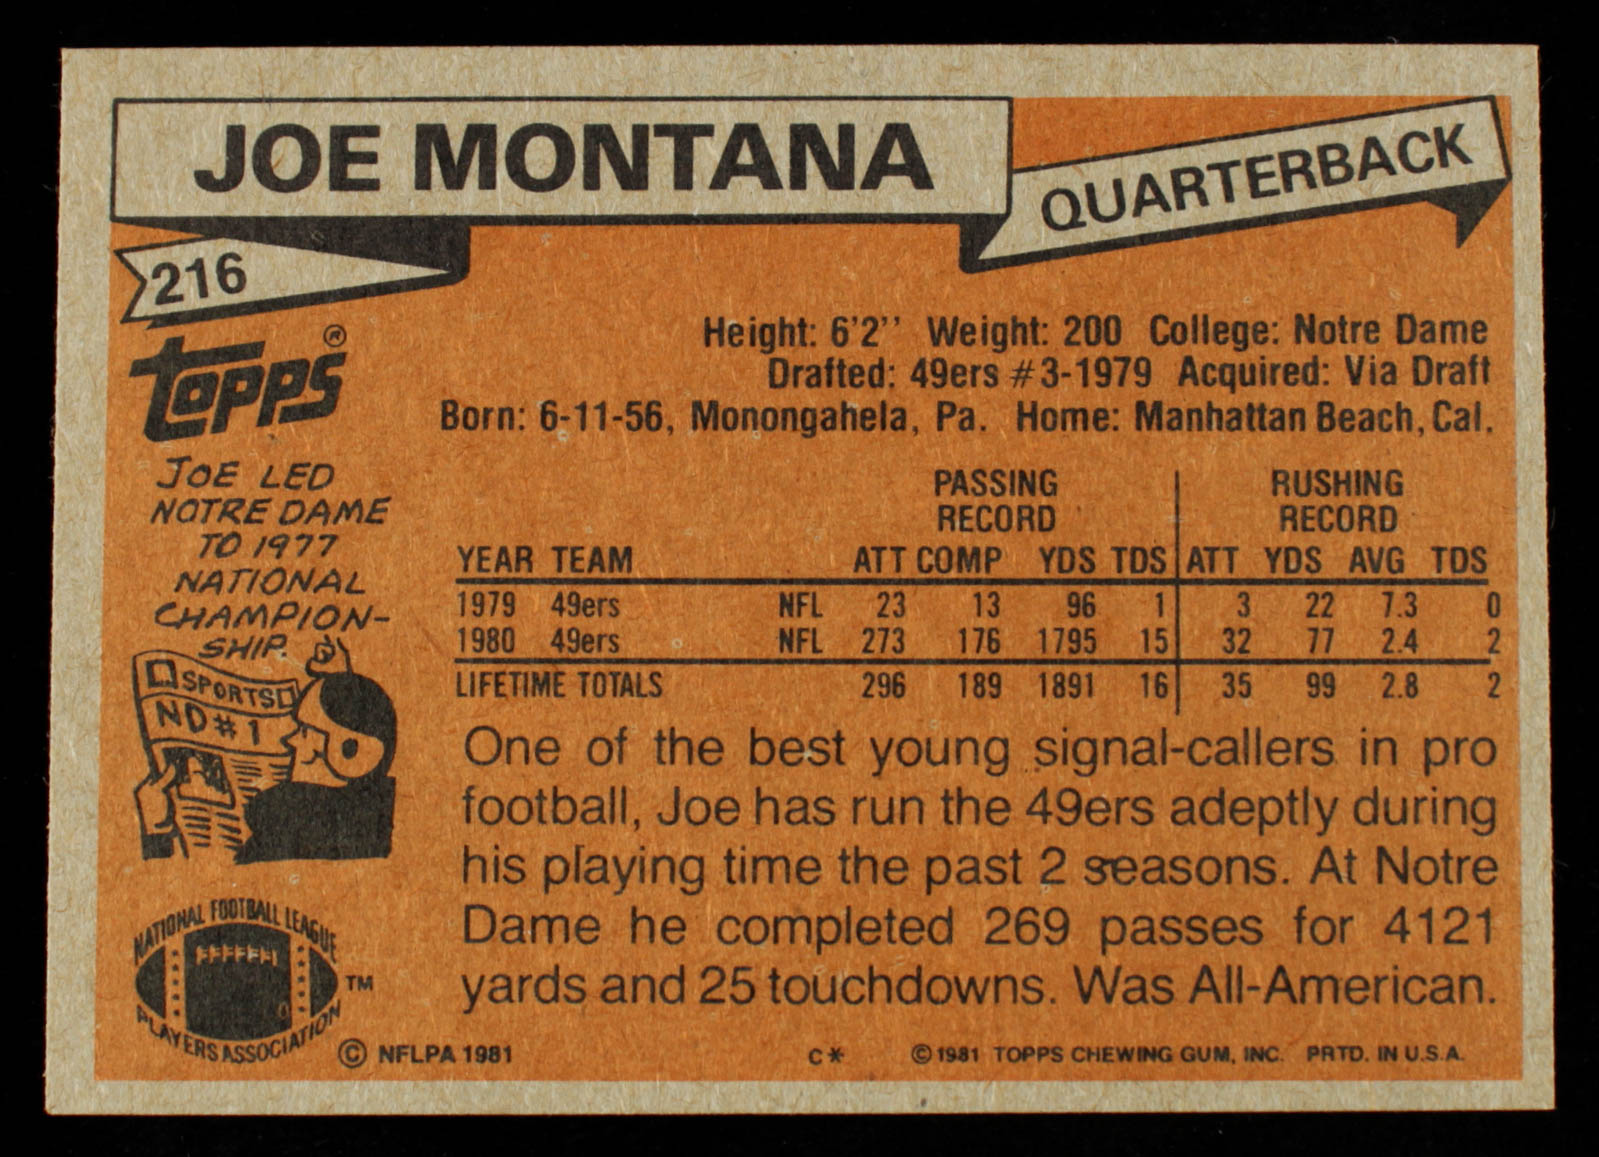 JOE MONTANA
QUARTERBACK
216
TOPPS®
Height: 6'2'' Weight: 200 College: Notre Dame
Drafted: 49ers #3-1979 Acquired: Via Draft
Born: 6-11-56, Monongahela, Pa. Home: Manhattan Beach, Cal.
JOE LED
NOTRE DAME
TO 1977
NATIONAL
CHAMPION-
SHIP.
SPORTS
ND #1
PASSING RUSHING
RECORD RECORD
YEAR TEAM ATT COMP YDS TDS ATT YDS AVG TDS
1979 49ers NFL 23 13 96 1 3 22 7.3 0
1980 49ers NFL 273 176 1795 15 32 77 2.4 2
LIFETIME TOTALS 296 189 1891 16 35 99 2.8 2
One of the best young signal-callers in pro
football, Joe has run the 49ers adeptly during
his playing time the past 2 seasons. At Notre
Dame he completed 269 passes for 4121
yards and 25 touchdowns. Was All-American.
NATIONAL FOOTBALL LEAGUE
PLAYERS ASSOCIATION
TM
© NFLPA 1981 C* © 1981 TOPPS CHEWING GUM, INC. PRTD. IN U.S.A.